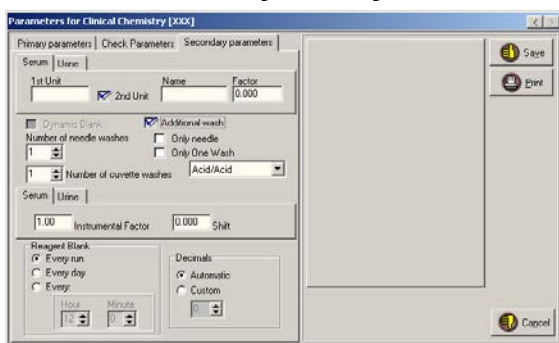 Parameters for Clinical Chemistry [XXX]
Primary parameters Check Parameters Secondary parameters
Serum Urine
1st Unit Name Factor
2nd Unit 0.000
Dynamic Blank Additional wash
Number of needle washes Only needle
1 Only One Wash
1 Number of cuvette washes Acid/Acid
Serum Urine
1.00 Instrumental Factor 0.000 Shift
Reagent Blank Decimals
Every run
Every day Automatic
Every: Custom
Hour Minute 0
12 0
Save
Print
Cancel